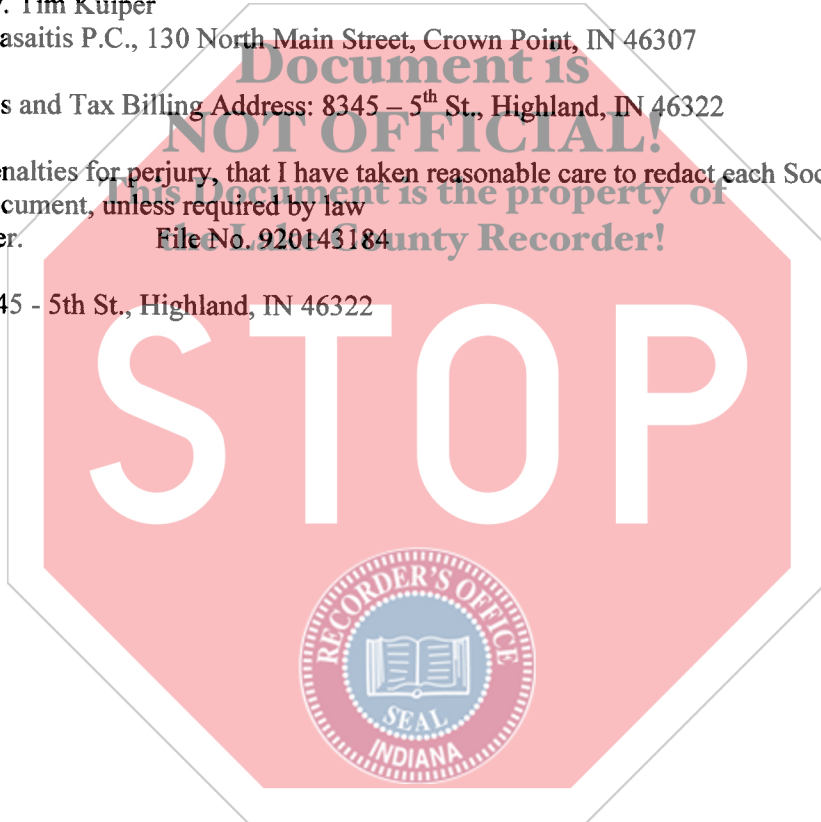 . Tim Kuiper
asaitis P.C., 130 North Main Street, Crown Point, IN 46307
Document is
s and Tax Billing Address: 8345 – 5th St., Highland, IN 46322
NOT OFFICIAL!
nalties for perjury, that I have taken reasonable care to redact each Soc
This Document is the property of
cument, unless required by law
er. File No. 920143184
the Lake County Recorder!
45 - 5th St., Highland, IN 46322
STOP
RECORDER'S OFFICE
SEAL
INDIANA